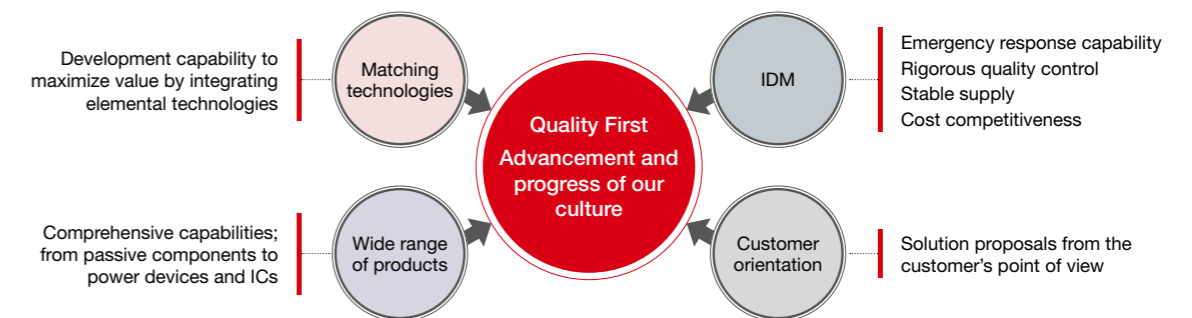 Development capability to
maximize value by integrating
elemental technologies
Matching
technologies
Quality First
Advancement and
progress of our
culture
IDM
Emergency response capability
Rigorous quality control
Stable supply
Cost competitiveness
Comprehensive capabilities;
from passive components to
power devices and ICs
Wide range
of products
Customer
orientation
Solution proposals from the
customer’s point of view